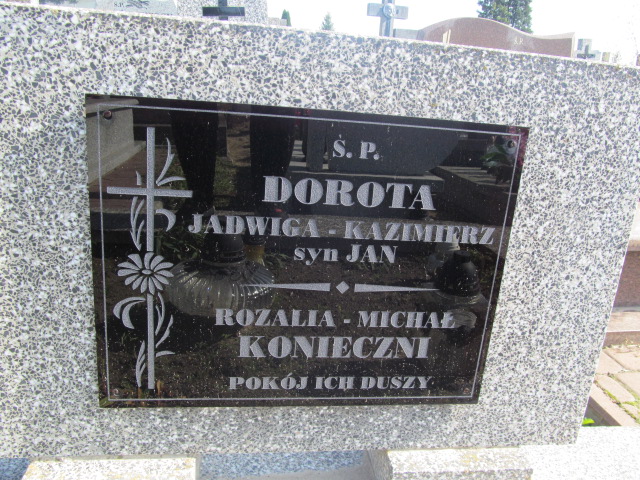 Ś. P.
DOROTA
JADWIGA - KAZIMIERZ
syn JAN
ROZALIA - MICHAŁ
KONIECZNI
POKÓJ ICH DUSZY